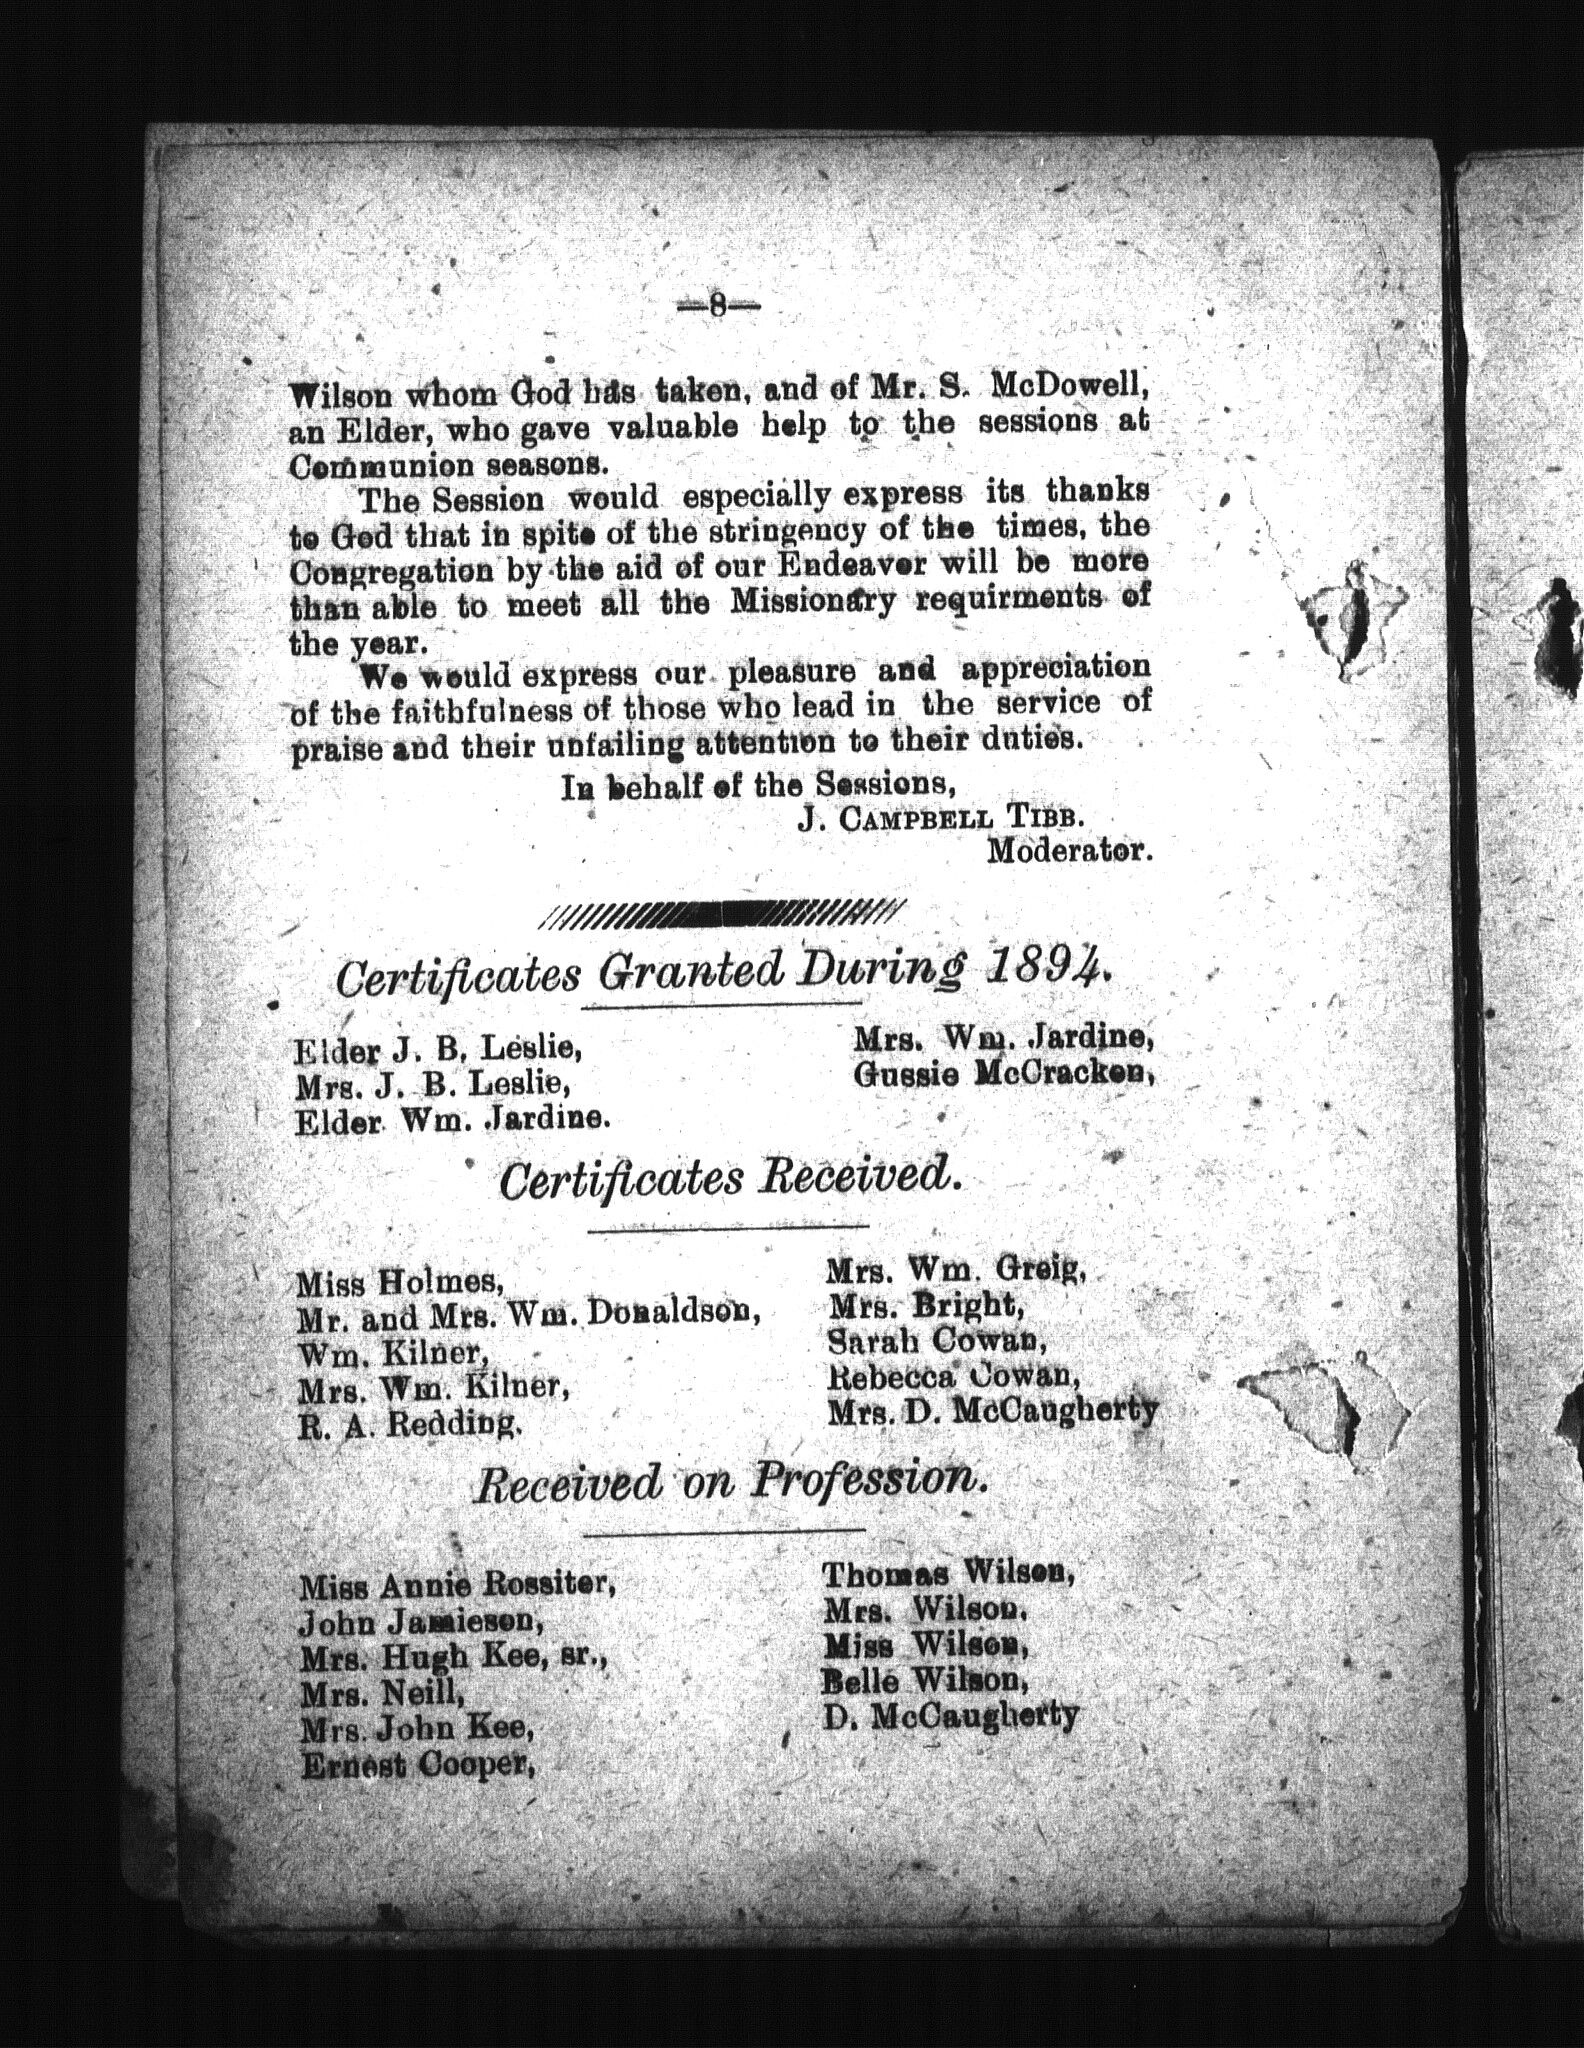 —8—
Wilson whom God has taken, and of Mr. S. McDowell,
an Elder, who gave valuable help to the sessions at
Communion seasons.
The Session would especially express its thanks
to God that in spite of the stringency of the times, the
Congregation by the aid of our Endeavor will be more
than able to meet all the Missionary requirments of
the year.
We would express our pleasure and appreciation
of the faithfulness of those who lead in the service of
praise and their unfailing attention to their duties.
In behalf of the Sessions,
J. CAMPBELL TIBB.
Moderator.
Certificates Granted During 1894.
Elder J. B. Leslie,
Mrs. J. B. Leslie,
Elder Wm. Jardine.
Mrs. Wm. Jardine,
Gussie McCracken,
Certificates Received.
Miss Holmes,
Mr. and Mrs. Wm. Donaldson,
Wm. Kilner,
Mrs. Wm. Kilner,
R. A. Redding.
Mrs. Wm. Greig,
Mrs. Bright,
Sarah Cowan,
Rebecca Cowan,
Mrs. D. McCaugherty
Received on Profession.
Miss Annie Rossiter,
John Jamieson,
Mrs. Hugh Kee, sr.,
Mrs. Neill,
Mrs. John Kee,
Ernest Cooper,
Thomas Wilson,
Mrs. Wilson,
Miss Wilson,
Belle Wilson,
D. McCaugherty